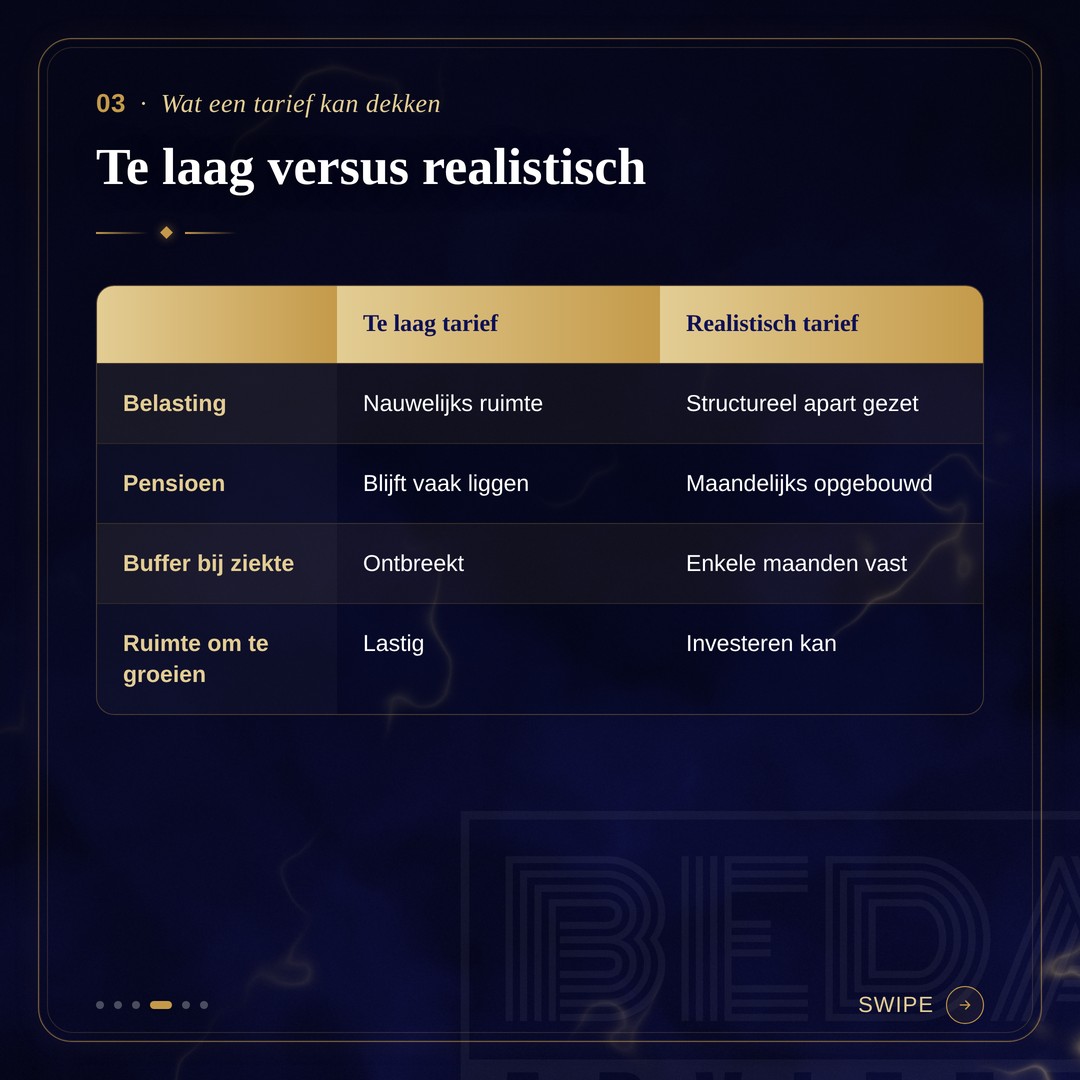 03 · Wat een tarief kan dekken
Te laag versus realistisch
Te laag tarief Realistisch tarief
Belasting Nauwelijks ruimte Structureel apart gezet
Pensioen Blijft vaak liggen Maandelijks opgebouwd
Buffer bij ziekte Ontbreekt Enkele maanden vast
Ruimte om te groeien Lastig Investeren kan
BEDA
SWIPE